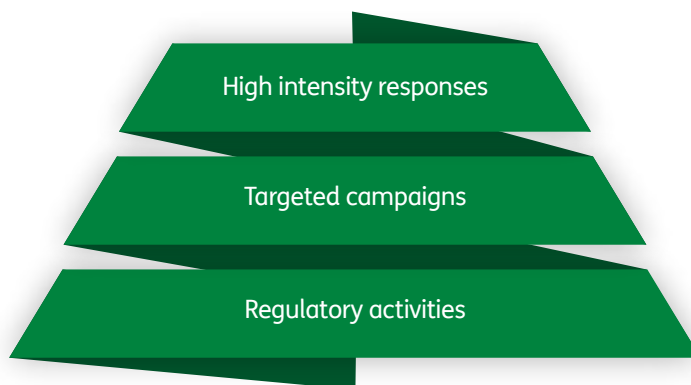 High intensity responses
Targeted campaigns
Regulatory activities